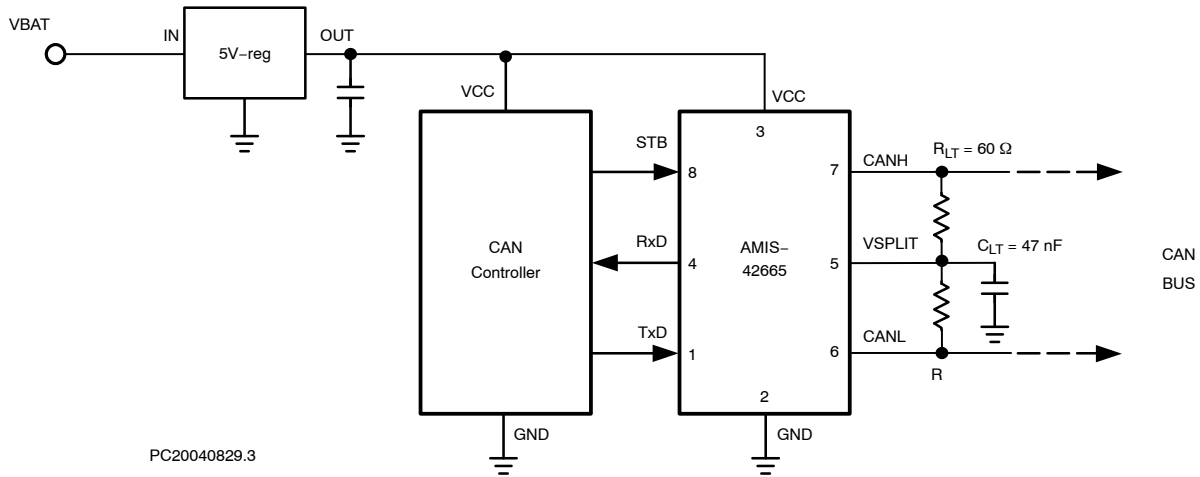 VBAT
IN
5V−reg
OUT
VCC
VCC
3
STB
8
7
CANH
R_LT = 60 Ω
CAN
Controller
RxD
4
AMIS−
42665
5
VSPLIT
C_LT = 47 nF
CAN
BUS
TxD
1
6
CANL
R
2
GND
GND
PC20040829.3